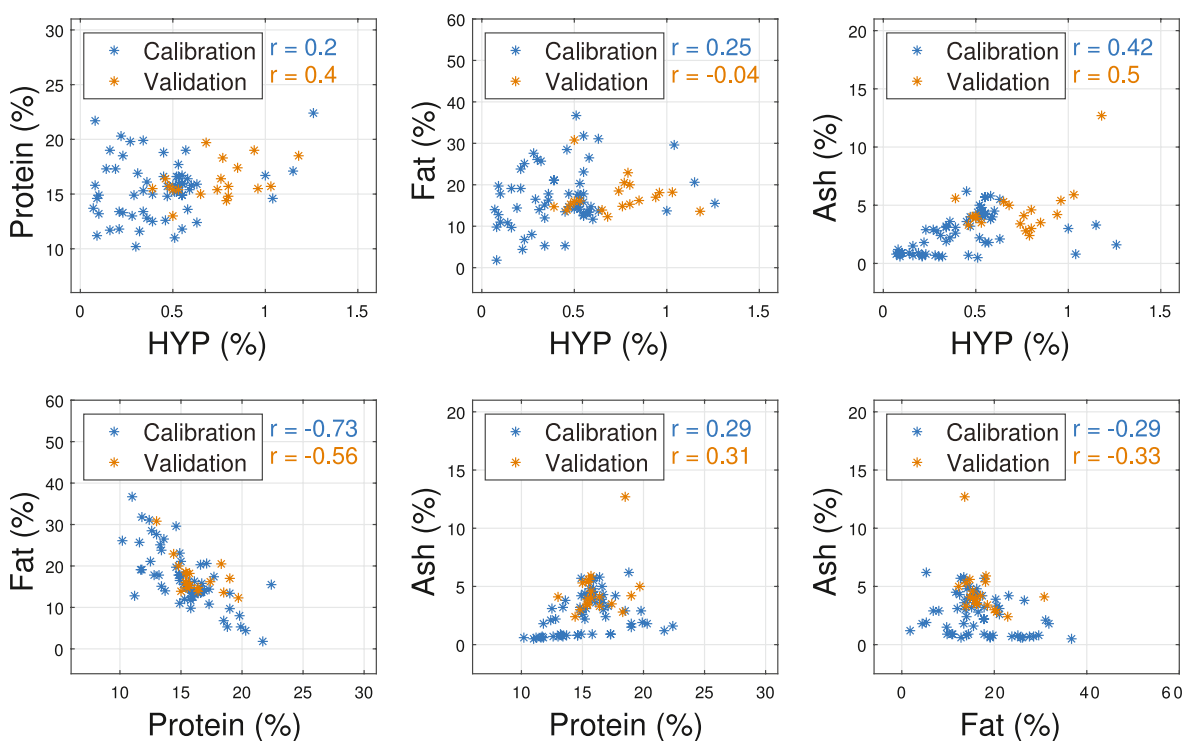 30
25
20
15
10
Protein (%)
Calibration
Validation
r = 0.2
r = 0.4
0
0.5
1
1.5
HYP (%)
60
50
40
30
20
10
0
Fat (%)
Calibration
Validation
r = 0.25
r = -0.04
0
0.5
1
1.5
HYP (%)
20
15
10
5
0
Ash (%)
Calibration
Validation
r = 0.42
r = 0.5
0
0.5
1
1.5
HYP (%)
60
50
40
30
20
10
0
Fat (%)
Calibration
Validation
r = -0.73
r = -0.56
10
15
20
25
30
Protein (%)
20
15
10
5
0
Ash (%)
Calibration
Validation
r = 0.29
r = 0.31
10
15
20
25
30
Protein (%)
20
15
10
5
0
Ash (%)
Calibration
Validation
r = -0.29
r = -0.33
0
20
40
60
Fat (%)